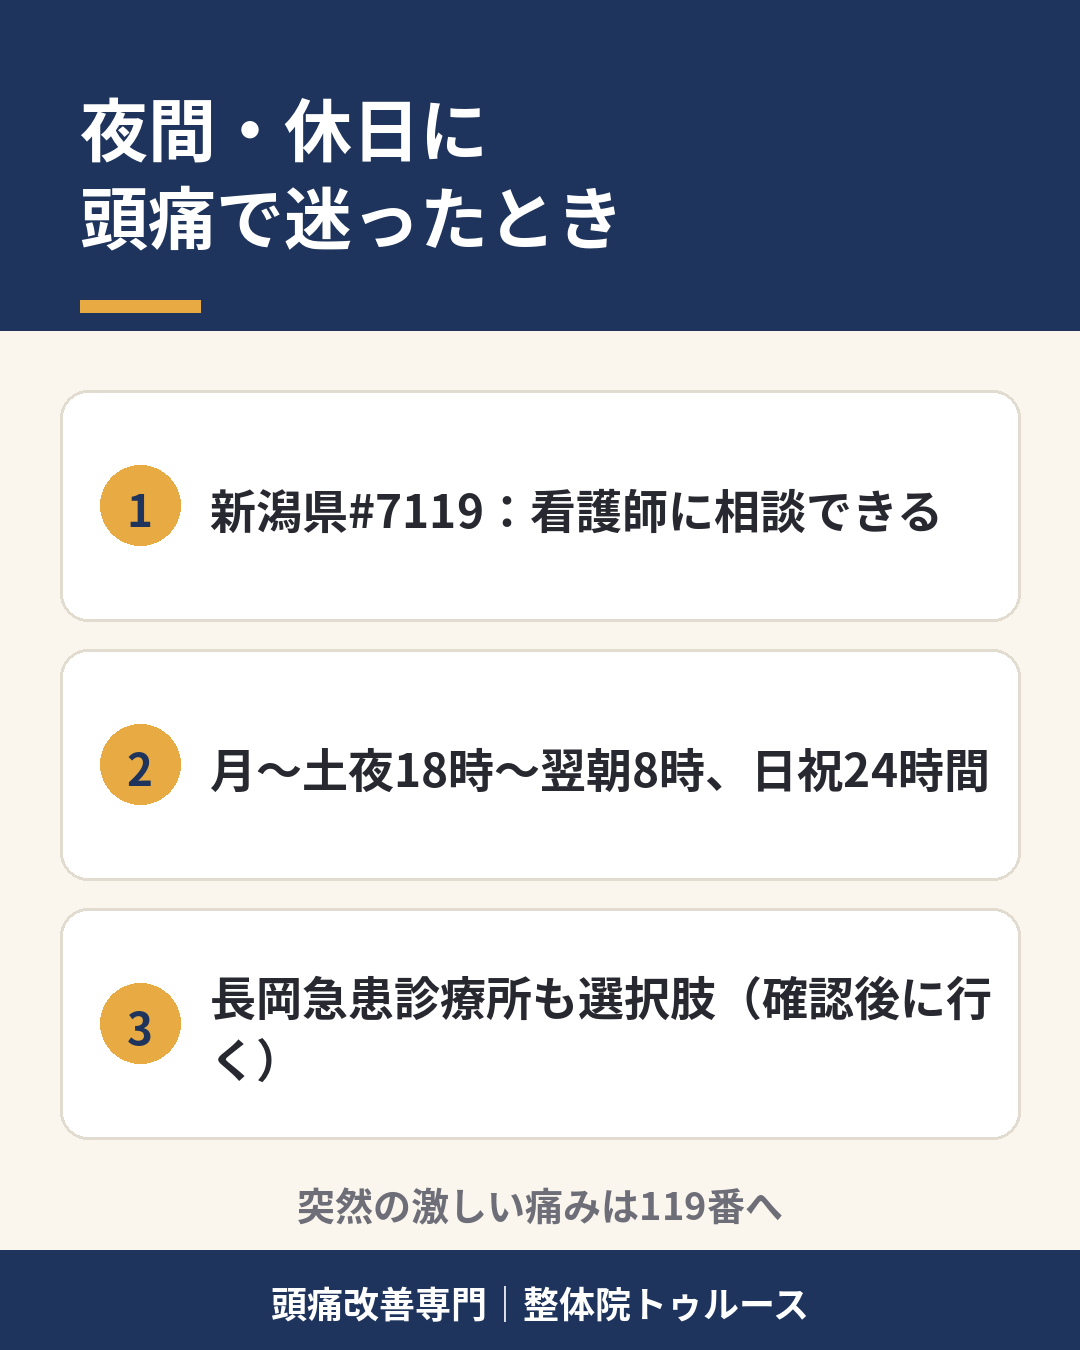 夜間・休日に
頭痛で迷ったとき
1 新潟県#7119：看護師に相談できる
2 月〜土夜18時〜翌朝8時、日祝24時間
3 長岡急患診療所も選択肢（確認後に行
く）
突然の激しい痛みは119番へ
頭痛改善専門｜整体院トゥルース